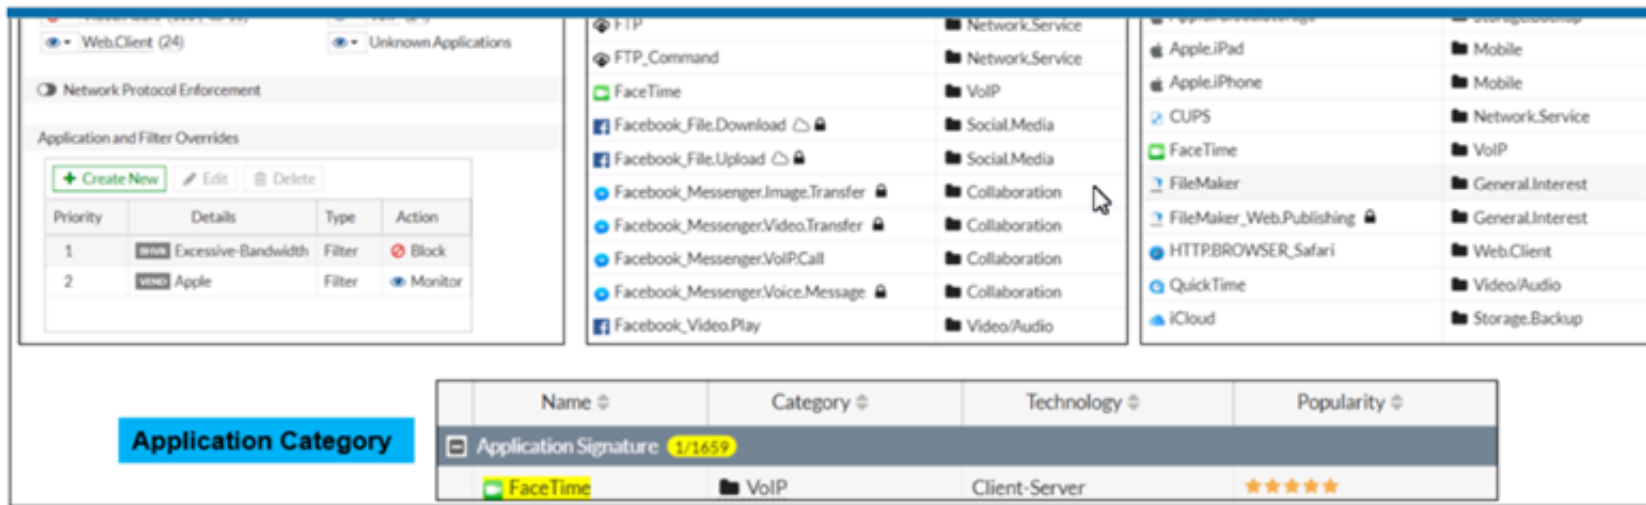 Web.Client (24)
Unknown Applications
Network Protocol Enforcement
Application and Filter Overrides
+ Create New Edit Delete
Priority Details Type Action
1 Excessive-Bandwidth Filter Block
2 VEND Apple Filter Monitor
FTP Network.Service
FTP_Command Network.Service
FaceTime VoIP
Facebook_File.Download Social.Media
Facebook_File.Upload Social.Media
Facebook_Messenger.Image.Transfer Collaboration
Facebook_Messenger.Video.Transfer Collaboration
Facebook_Messenger.VoIP.Call Collaboration
Facebook_Messenger.Voice.Message Collaboration
Facebook_Video.Play Video/Audio
Apple.iPad Mobile
Apple.iPhone Mobile
CUPS Network.Service
FaceTime VoIP
FileMaker General.Interest
FileMaker_Web.Publishing General.Interest
HTTP.BROWSER_Safari Web.Client
QuickTime Video/Audio
iCloud Storage.Backup
Application Category
Name Category Technology Popularity
Application Signature 1/1659
FaceTime VoIP Client-Server